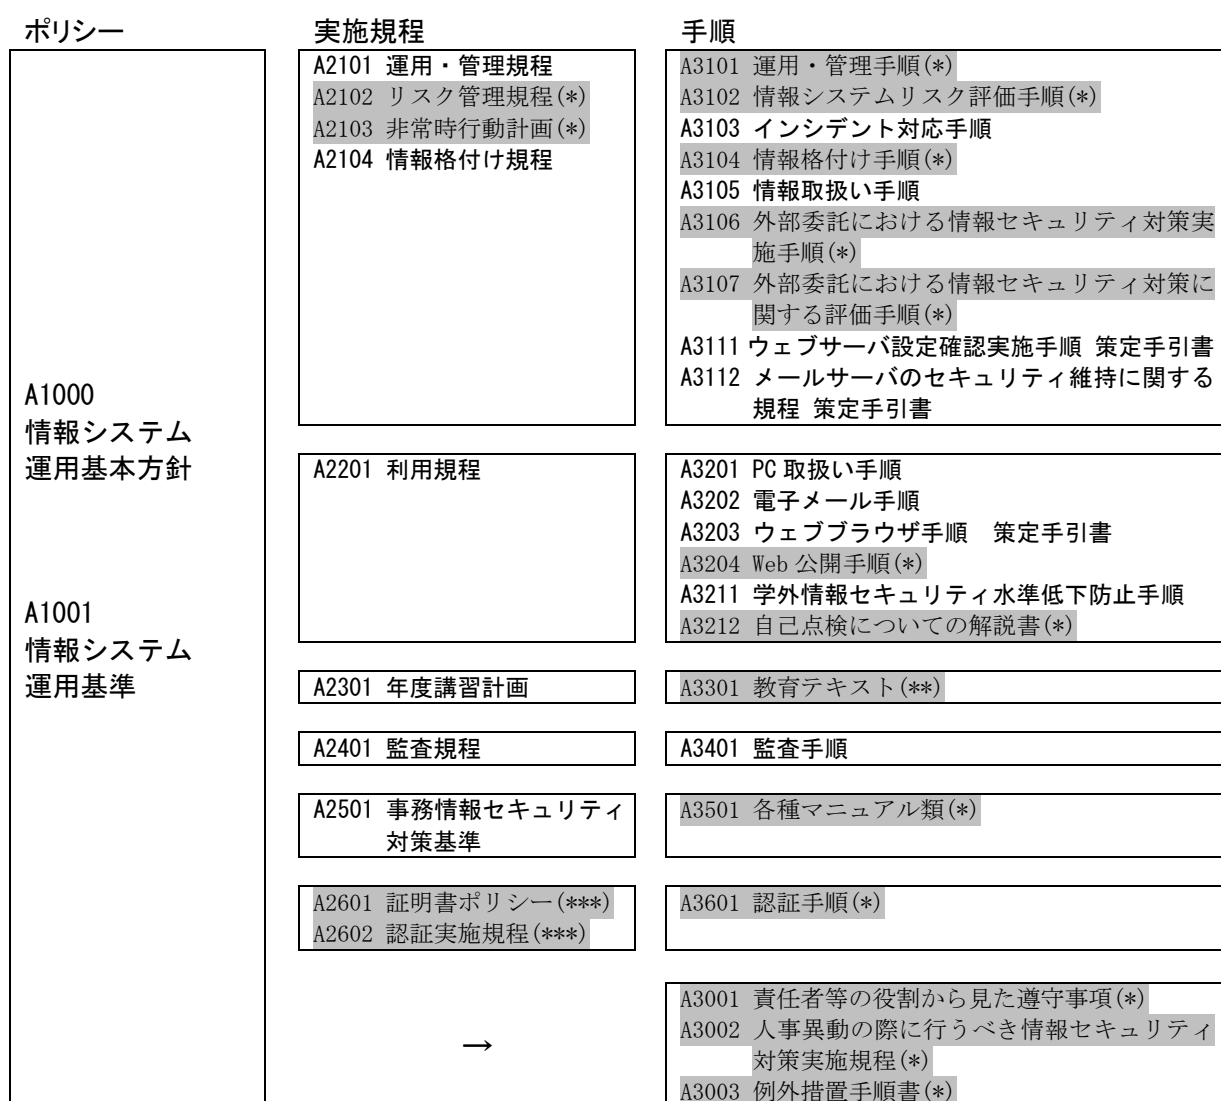 ポリシー
実施規程
手順
A1000
情報システム
運用基本方針
A1001
情報システム
運用基準
A2101 運用・管理規程
A2102 リスク管理規程(*)
A2103 非常時行動計画(*)
A2104 情報格付け規程
A3101 運用・管理手順(*)
A3102 情報システムリスク評価手順(*)
A3103 インシデント対応手順
A3104 情報格付け手順(*)
A3105 情報取扱い手順
A3106 外部委託における情報セキュリティ対策実
施手順(*)
A3107 外部委託における情報セキュリティ対策に
関する評価手順(*)
A3111 ウェブサーバ設定確認実施手順 策定手引書
A3112 メールサーバのセキュリティ維持に関する
規程 策定手引書
A2201 利用規程
A3201 PC 取扱い手順
A3202 電子メール手順
A3203 ウェブブラウザ手順　策定手引書
A3204 Web 公開手順(*)
A3211 学外情報セキュリティ水準低下防止手順
A3212 自己点検についての解説書(*)
A2301 年度講習計画
A3301 教育テキスト(**)
A2401 監査規程
A3401 監査手順
A2501 事務情報セキュリティ
対策基準
A3501 各種マニュアル類(*)
A2601 証明書ポリシー(***)
A2602 認証実施規程(***)
A3601 認証手順(*)
→
A3001 責任者等の役割から見た遵守事項(*)
A3002 人事異動の際に行うべき情報セキュリティ
対策実施規程(*)
A3003 例外措置手順書(*)